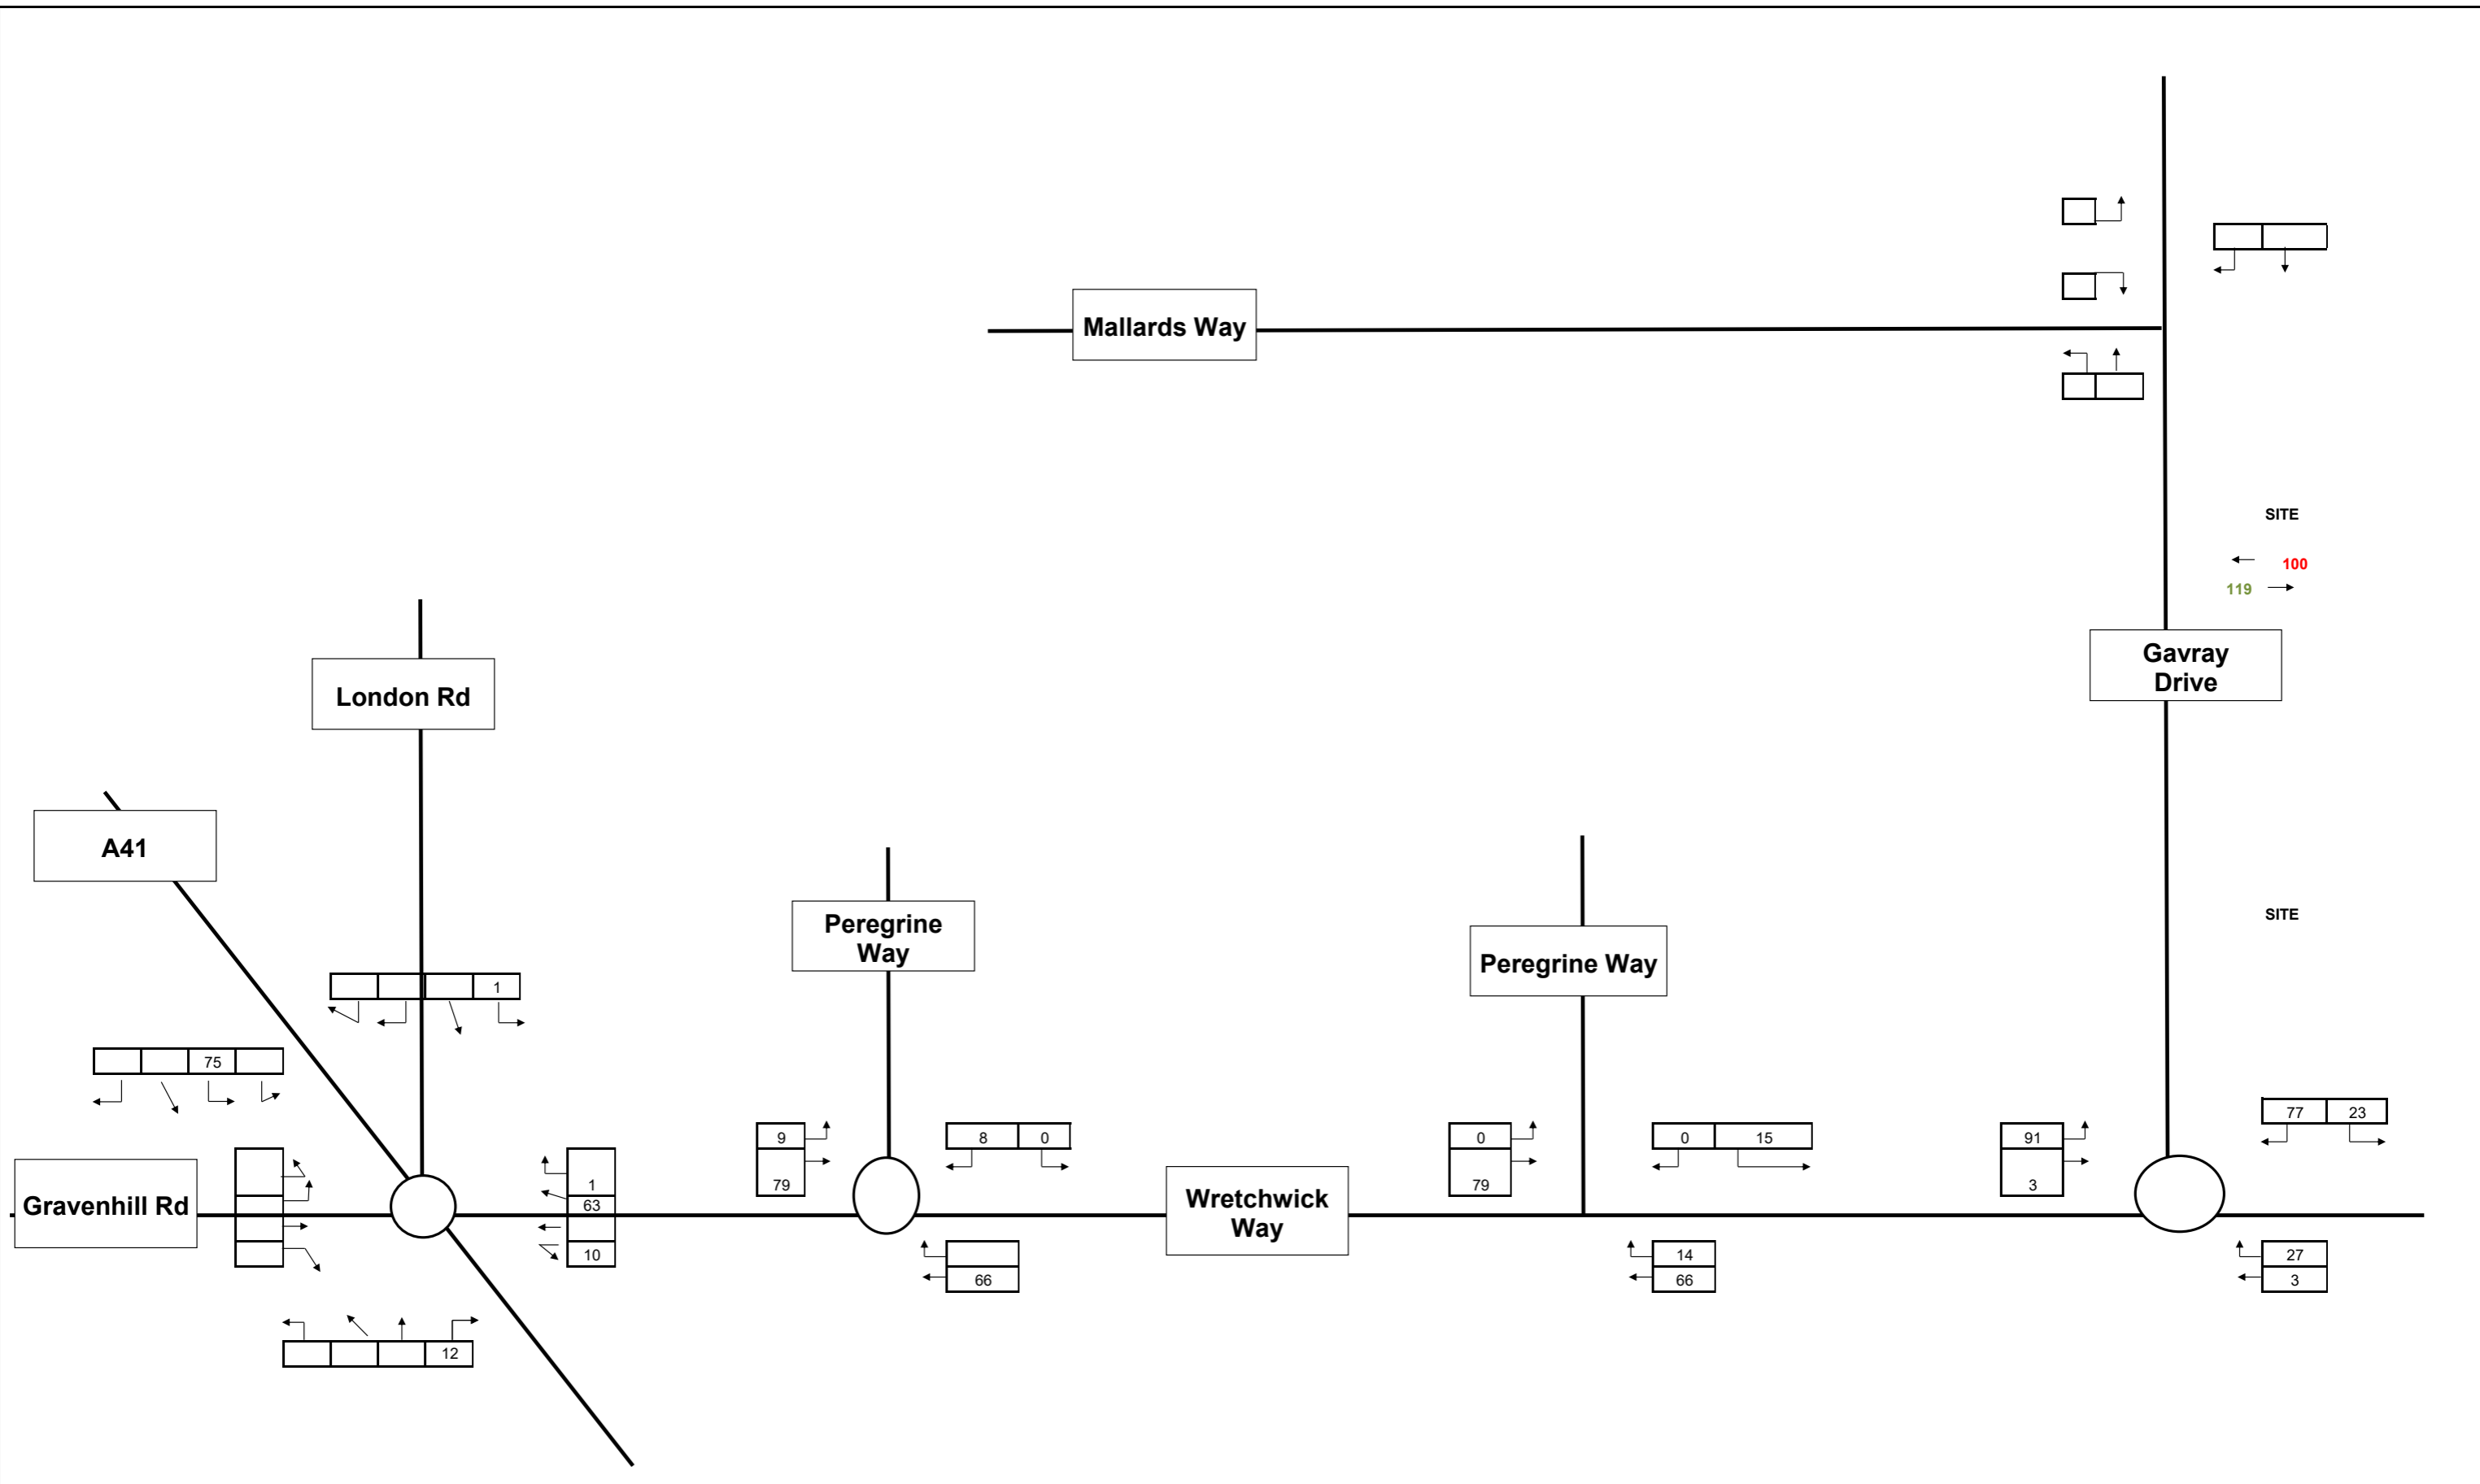 Mallards Way
SITE
100
119
Gavray
Drive
London Rd
A41
Peregrine
Way
Peregrine Way
SITE
1
75
77 23
9
8 0
0
0 15
91
79
79
3
1
63
10
Gravenhill Rd
Wretchwick
Way
66
14
66
27
3
12